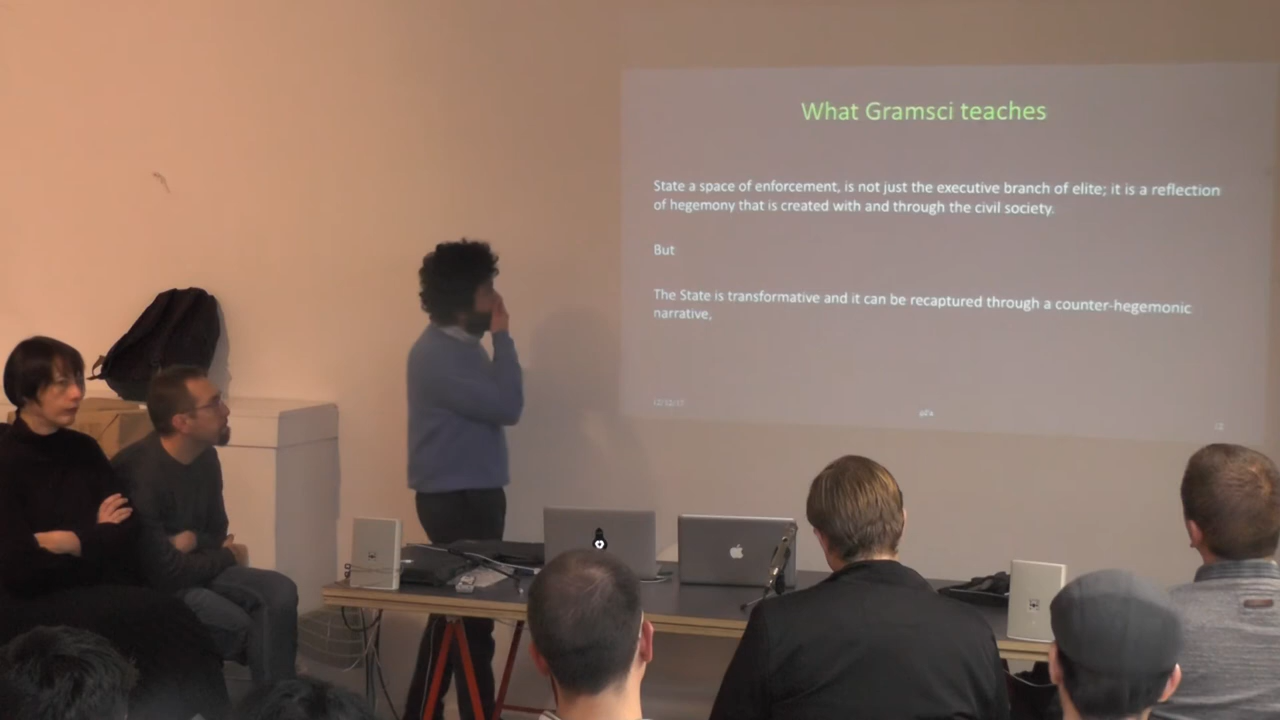 What Gramsci teaches
State a space of enforcement, is not just the executive branch of elite; it is a reflection
of hegemony that is created with and through the civil society.
But
The State is transformative and it can be recaptured through a counter-hegemonic
narrative,